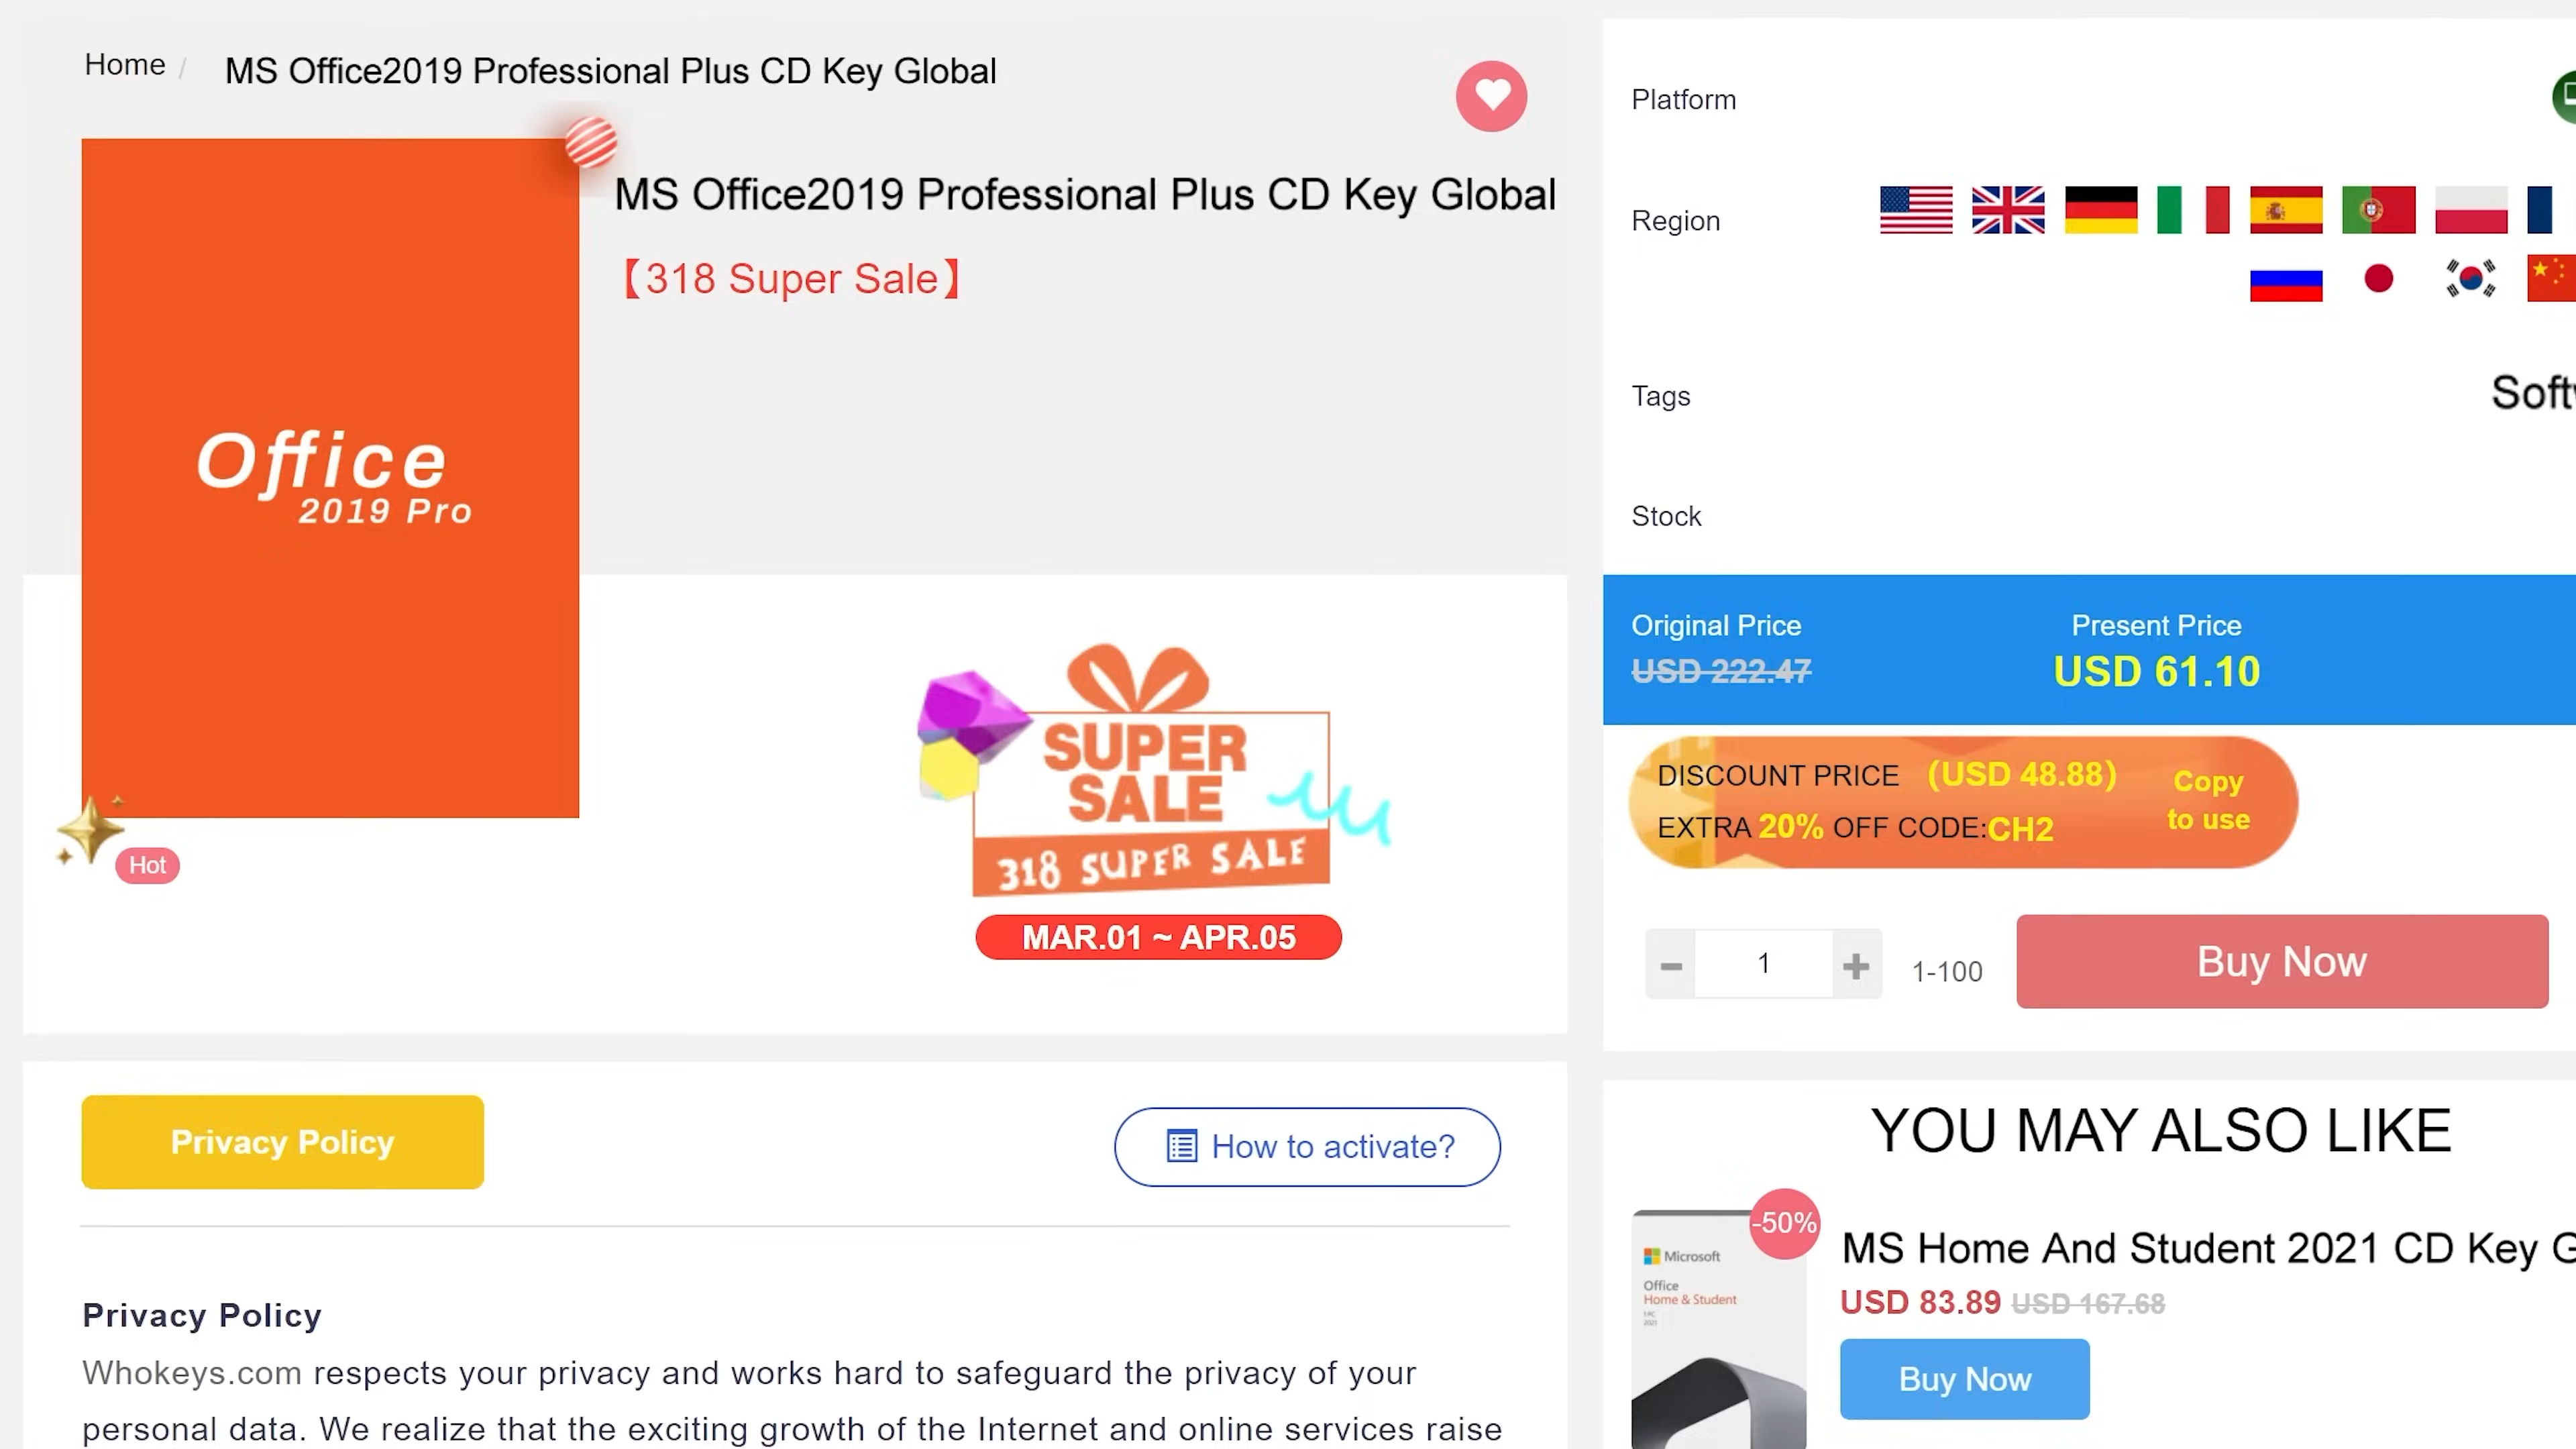 Home / MS Office2019 Professional Plus CD Key Global
MS Office2019 Professional Plus CD Key Global
【318 Super Sale】
Office
2019 Pro
Hot
SUPER
SALE
318 SUPER SALE
MAR.01 ~ APR.05
Platform
Region
Tags
Stock
Original Price Present Price
USD 222.47 USD 61.10
DISCOUNT PRICE (USD 48.88)
EXTRA 20% OFF CODE:CH2
Copy
to use
1
1-100
Buy Now
Privacy Policy
How to activate?
Privacy Policy
Whokeys.com respects your privacy and works hard to safeguard the privacy of your
personal data. We realize that the exciting growth of the Internet and online services raise
YOU MAY ALSO LIKE
-50%
Microsoft
Office
Home & Student
1 PC
2021
MS Home And Student 2021 CD Key
USD 83.89 USD 167.68
Buy Now